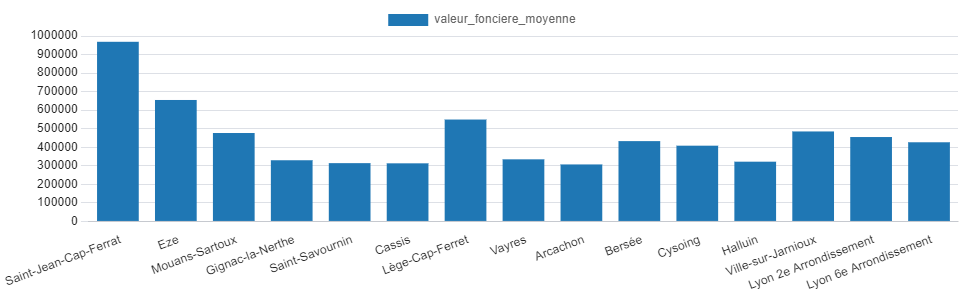 valeur_fonciere_moyenne
1000000
900000
800000
700000
600000
500000
400000
300000
200000
100000
0
Saint-Jean-Cap-Ferrat
Eze
Mouans-Sartoux
Gignac-la-Nerthe
Saint-Savournin
Cassis
Lège-Cap-Ferret
Vayres
Arcachon
Bersée
Cysoing
Halluin
Ville-sur-Jarnioux
Lyon 2e Arrondissement
Lyon 6e Arrondissement